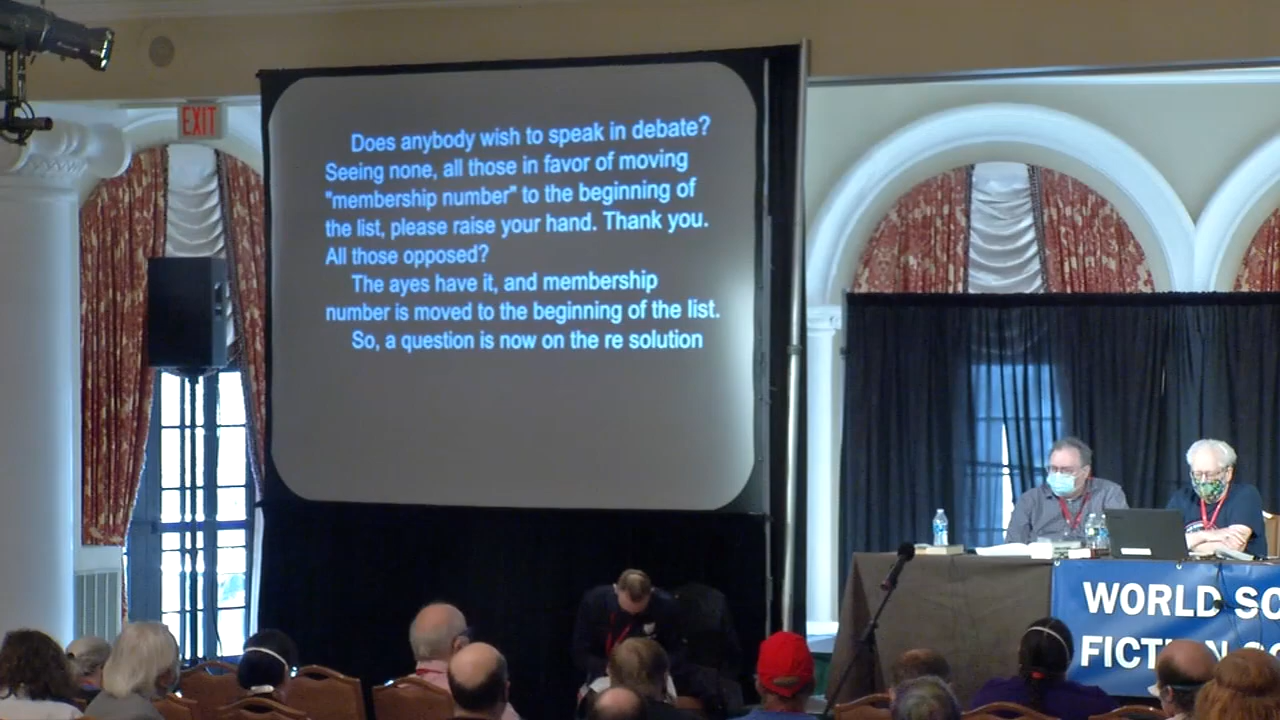 EXIT
Does anybody wish to speak in debate?
Seeing none, all those in favor of moving
"membership number" to the beginning of
the list, please raise your hand. Thank you.
All those opposed?
The ayes have it, and membership
number is moved to the beginning of the list.
So, a question is now on the re solution
WORLD SC
FICTION